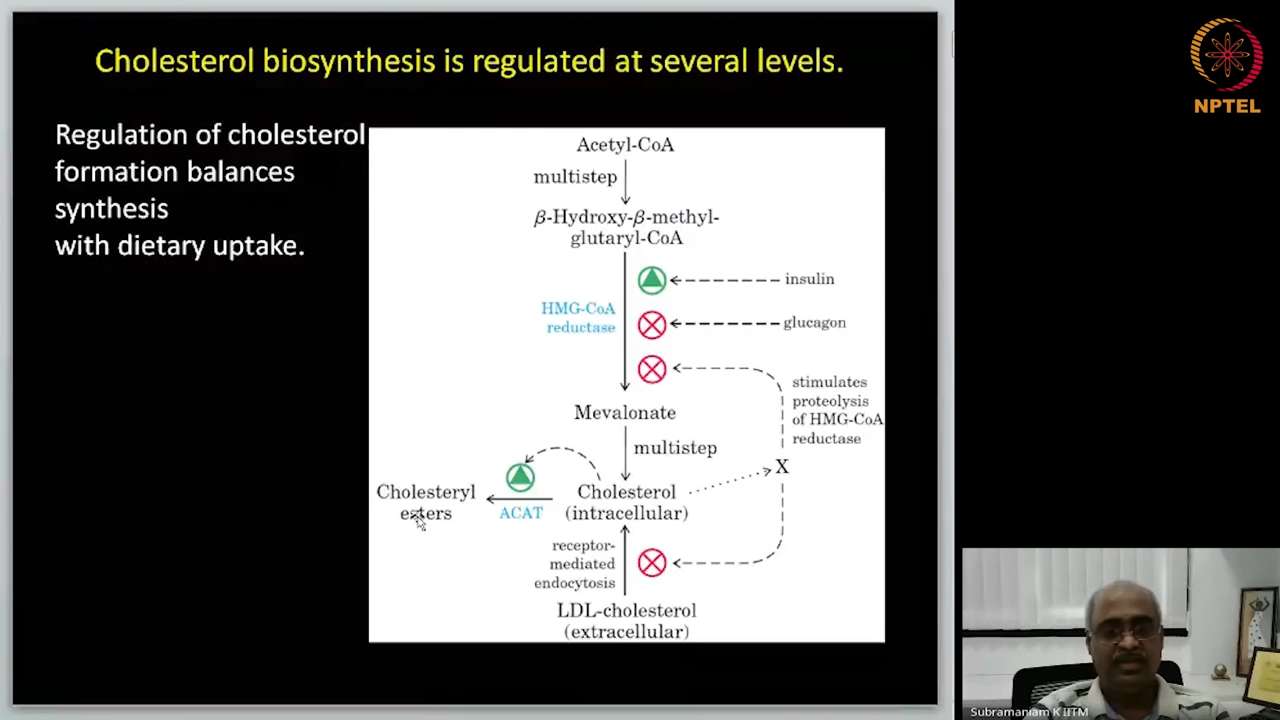 Cholesterol biosynthesis is regulated at several levels.
Regulation of cholesterol
formation balances
synthesis
with dietary uptake.
Acetyl-CoA
multistep
β-Hydroxy-β-methyl-
glutaryl-CoA
insulin
HMG-CoA
reductase
glucagon
stimulates
proteolysis
of HMG-CoA
reductase
Mevalonate
multistep
X
Cholesteryl
esters
ACAT
Cholesterol
(intracellular)
receptor-
mediated
endocytosis
LDL-cholesterol
(extracellular)
NPTEL
Subramaniam K IITM